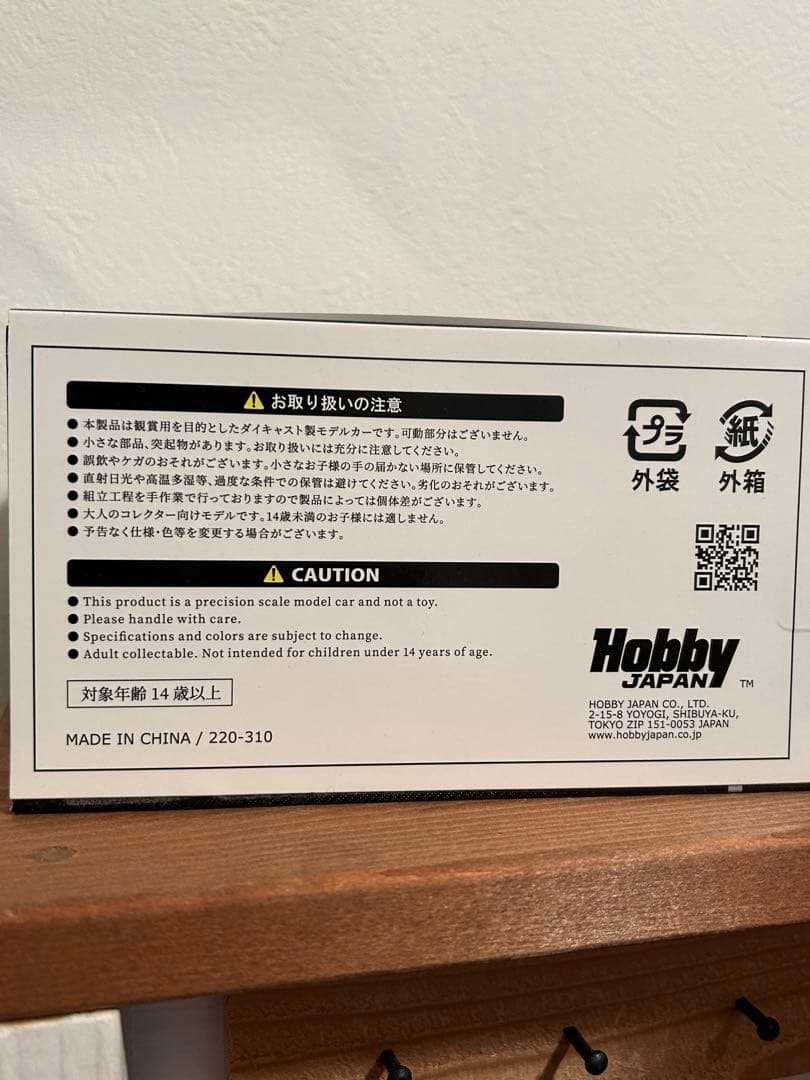 お取り扱いの注意
● 本製品は観賞用を目的としたダイキャスト製モデルカーです。可動部分はございません。
● 小さな部品、突起物があります。お取り扱いには充分に注意してください。
● 誤飲やケガのおそれがございます。小さなお子様の手の届かない場所に保管してください。
● 直射日光や高温多湿等、過度な条件での保管は避けてください。劣化のおそれがございます。
● 組立工程を手作業で行っておりますので製品によっては個体差がございます。
● 大人のコレクター向けモデルです。14歳未満のお子様には適しません。
● 予告なく仕様・色等を変更する場合がございます。
CAUTION
● This product is a precision scale model car and not a toy.
● Please handle with care.
● Specifications and colors are subject to change.
● Adult collectable. Not intended for children under 14 years of age.
対象年齢 14 歳以上
MADE IN CHINA / 220-310
プラ
外袋
紙
外箱
Hobby
JAPAN
TM
HOBBY JAPAN CO., LTD.
2-15-8 YOYOGI, SHIBUYA-KU,
TOKYO ZIP 151-0053 JAPAN
www.hobbyjapan.co.jp